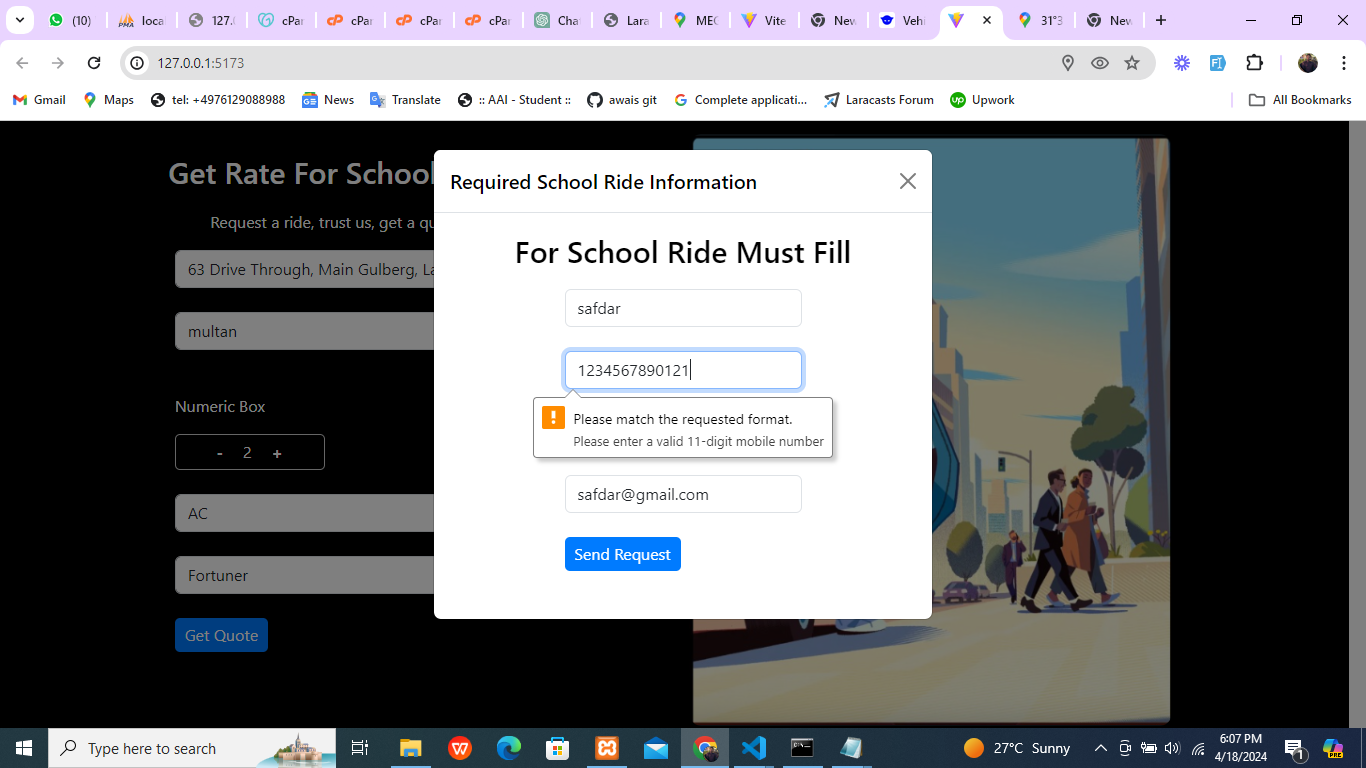 (10)
loca
127.0
cPar
cPar
cPar
cPar
Cha
Lara
MEC
Vite
New
Vehi
31°3
New
127.0.0.1:5173
Gmail
Maps
tel: +4976129088988
News
Translate
:: AAI - Student ::
awais git
Complete applicati...
Laracasts Forum
Upwork
All Bookmarks
Get Rate For School
Request a ride, trust us, get a qu
63 Drive Through, Main Gulberg, La
multan
Numeric Box
- 2 +
AC
Fortuner
Get Quote
Required School Ride Information
For School Ride Must Fill
safdar
1234567890121
Please match the requested format.
Please enter a valid 11-digit mobile number
safdar@gmail.com
Send Request
Type here to search
27°C Sunny
6:07 PM
4/18/2024
1
PRE